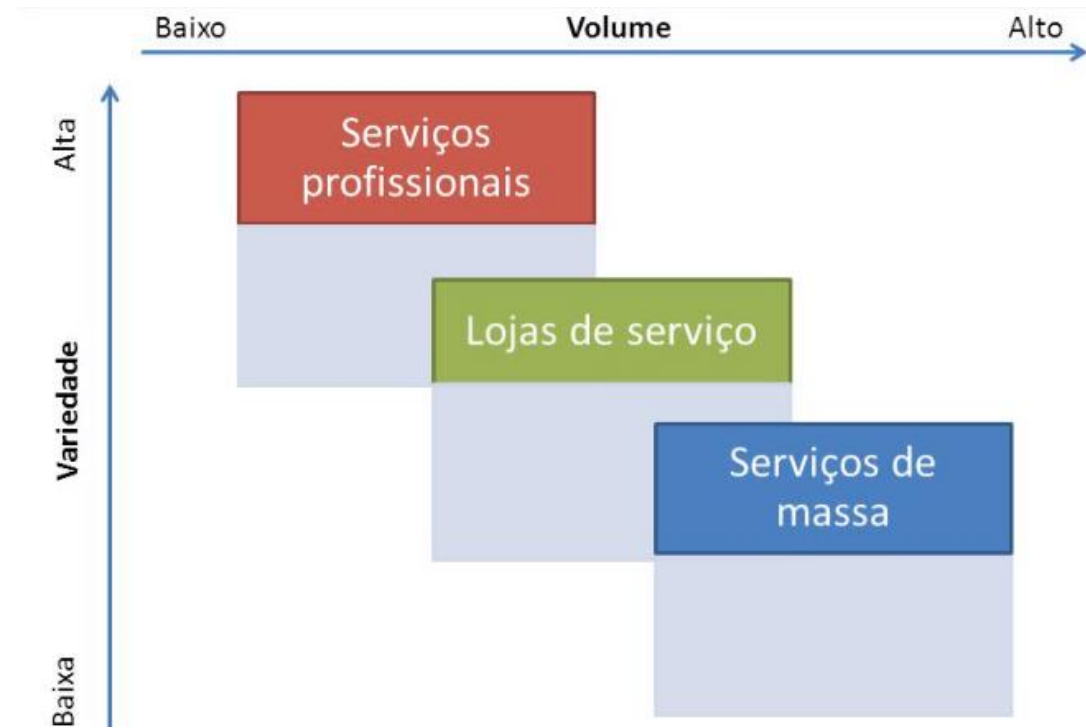 Baixo Volume Alto
Alta
Serviços
profissionais
Lojas de serviço
Variedade
Serviços de
massa
Baixa